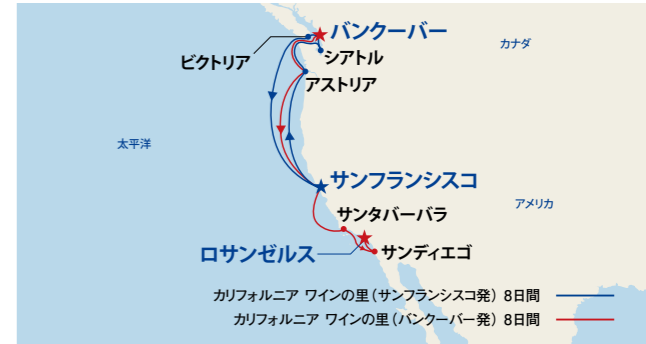 バンクーバー
カナダ
ビクトリア
シアトル
アストリア
太平洋
サンフランシスコ
アメリカ
サンタバーバラ
ロサンゼルス
サンディエゴ
カリフォルニア ワインの里（サンフランシスコ発） 8日間
カリフォルニア ワインの里（バンクーバー発） 8日間